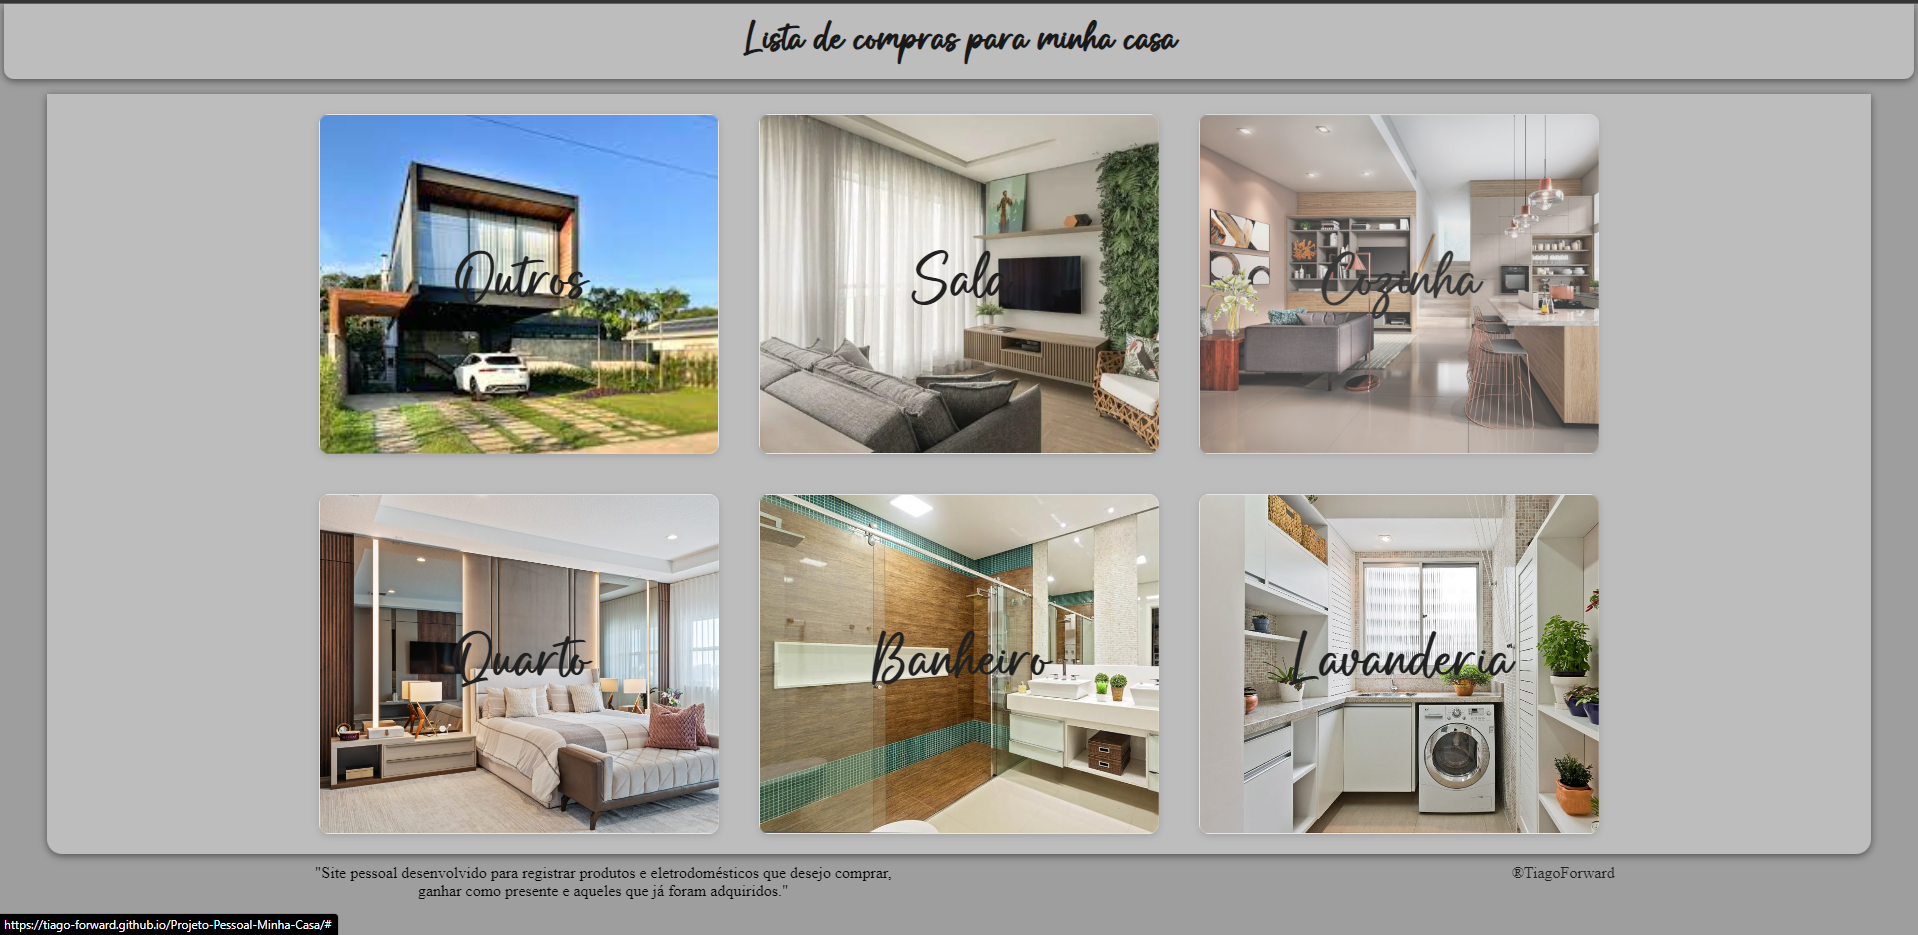 Lista de compras para minha casa
Outros
Sala
Cozinha
Quarto
Banheiro
Lavanderia
"Site pessoal desenvolvido para registrar produtos e eletrodomésticos que desejo comprar,
ganhar como presente e aqueles que já foram adquiridos."
®TiagoForward
https://tiago-forward.github.io/Projeto-Pessoal-Minha-Casa/#